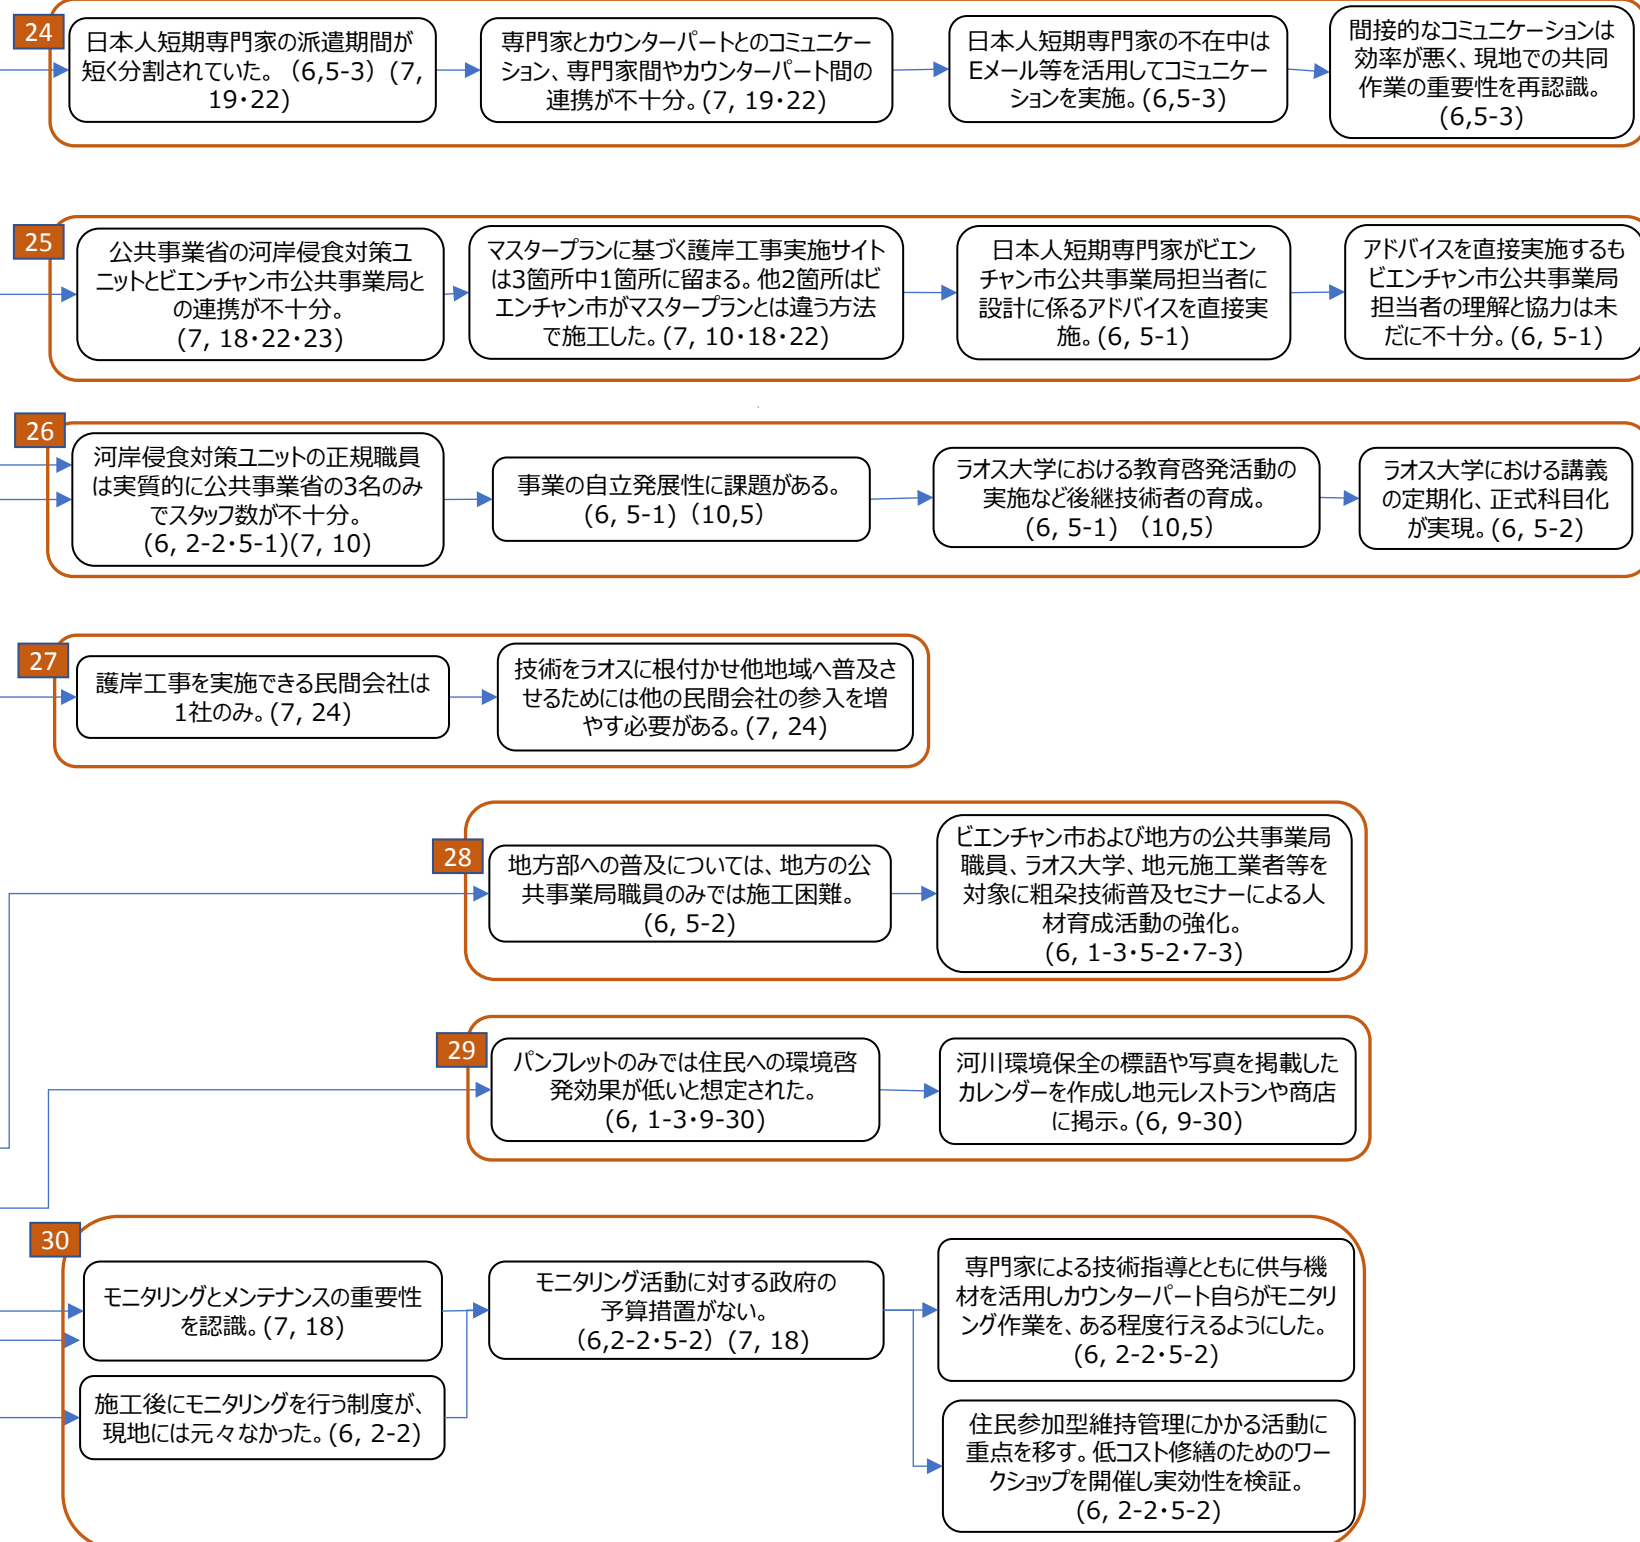 24
日本人短期専門家の派遣期間が
短く分割されていた。（6,5-3）(7,
19・22)
専門家とカウンターパートとのコミュニケー
ション、専門家間やカウンターパート間の
連携が不十分。(7, 19・22)
日本人短期専門家の不在中は
Eメール等を活用してコミュニケー
ションを実施。(6,5-3)
間接的なコミュニケーションは
効率が悪く、現地での共同
作業の重要性を再認識。
(6,5-3)
25
公共事業省の河岸侵食対策ユ
ニットとビエンチャン市公共事業局と
の連携が不十分。
(7, 18・22・23)
マスタープランに基づく護岸工事実施サイト
は3箇所中1箇所に留まる。他2箇所はビ
エンチャン市がマスタープランとは違う方法
で施工した。(7, 10・18・22)
日本人短期専門家がビエン
チャン市公共事業局担当者に
設計に係るアドバイスを直接実
施。(6, 5-1)
アドバイスを直接実施するも
ビエンチャン市公共事業局
担当者の理解と協力は未
だに不十分。(6, 5-1)
26
河岸侵食対策ユニットの正規職員
は実質的に公共事業省の3名のみ
でスタッフ数が不十分。
(6, 2-2・5-1)(7, 10)
事業の自立発展性に課題がある。
(6, 5-1)（10,5）
ラオス大学における教育啓発活動の
実施など後継技術者の育成。
(6, 5-1)（10,5）
ラオス大学における講義
の定期化、正式科目化
が実現。(6, 5-2)
27
護岸工事を実施できる民間会社は
1社のみ。(7, 24)
技術をラオスに根付かせ他地域へ普及さ
せるためには他の民間会社の参入を増
やす必要がある。(7, 24)
28
地方部への普及については、地方の公
共事業局職員のみでは施工困難。
(6, 5-2)
ビエンチャン市および地方の公共事業局
職員、ラオス大学、地元施工業者等を
対象に粗朶技術普及セミナーによる人
材育成活動の強化。
(6, 1-3・5-2・7-3)
29
パンフレットのみでは住民への環境啓
発効果が低いと想定された。
(6, 1-3・9-30)
河川環境保全の標語や写真を掲載した
カレンダーを作成し地元レストランや商店
に掲示。(6, 9-30)
30
モニタリングとメンテナンスの重要性
を認識。(7, 18)
モニタリング活動に対する政府の
予算措置がない。
（6,2-2・5-2）(7, 18)
専門家による技術指導とともに供与機
材を活用しカウンターパート自らがモニタリ
ング作業を、ある程度行えるようにした。
(6, 2-2・5-2)
施工後にモニタリングを行う制度が、
現地には元々なかった。(6, 2-2)
住民参加型維持管理にかかる活動に
重点を移す。低コスト修繕のためのワー
クショップを開催し実効性を検証。
(6, 2-2・5-2)